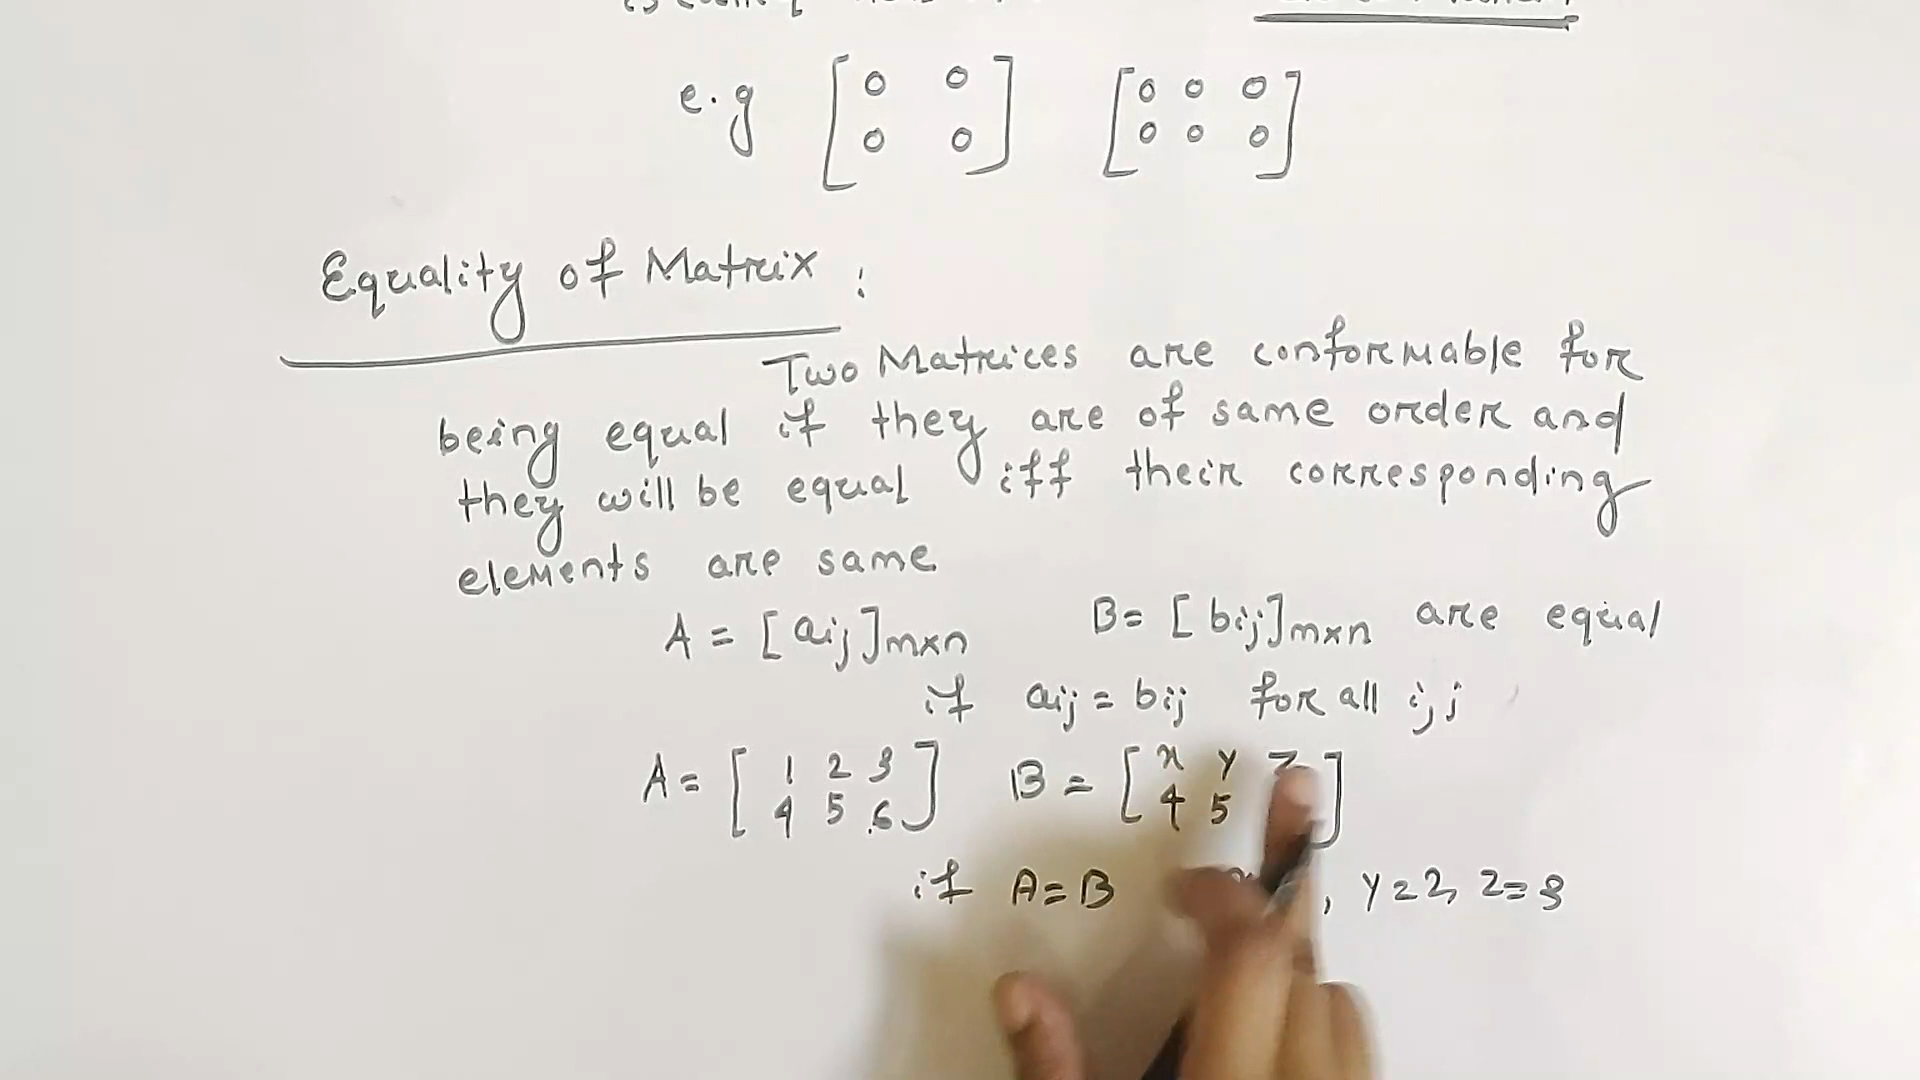 e.g [0 0 0 0] [0 0 0 0 0 0]
Equality of Matrix :
Two Matrices are conformable for
being equal if they are of same order and
they will be equal iff their corresponding
elements are same
A = [aij]mxn B = [bij]mxn are equal
if aij = bij for all i,j
A = [1 2 3 4 5 6] B = [x y z 4 5 ]
if A=B , y=2, z=3